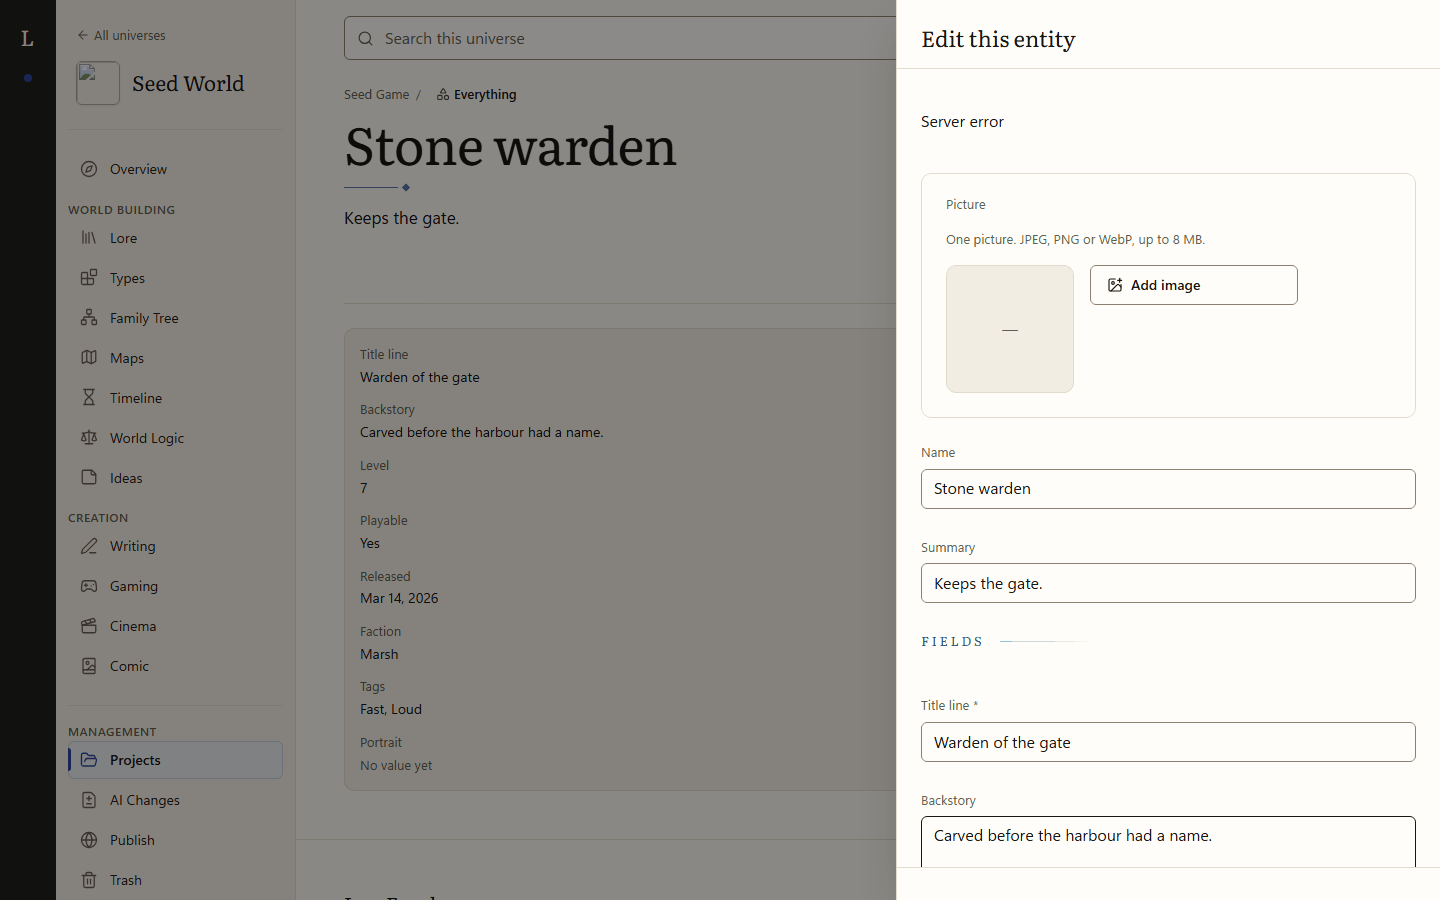 L
All universes
Seed World
Overview
WORLD BUILDING
Lore
Types
Family Tree
Maps
Timeline
World Logic
Ideas
CREATION
Writing
Gaming
Cinema
Comic
MANAGEMENT
Projects
AI Changes
Publish
Trash
Search this universe
Seed Game / Everything
Stone warden
Keeps the gate.
Title line
Warden of the gate
Backstory
Carved before the harbour had a name.
Level
7
Playable
Yes
Released
Mar 14, 2026
Faction
Marsh
Tags
Fast, Loud
Portrait
No value yet
Edit this entity
Server error
Picture
One picture. JPEG, PNG or WebP, up to 8 MB.
—
Add image
Name
Stone warden
Summary
Keeps the gate.
FIELDS
Title line *
Warden of the gate
Backstory
Carved before the harbour had a name.